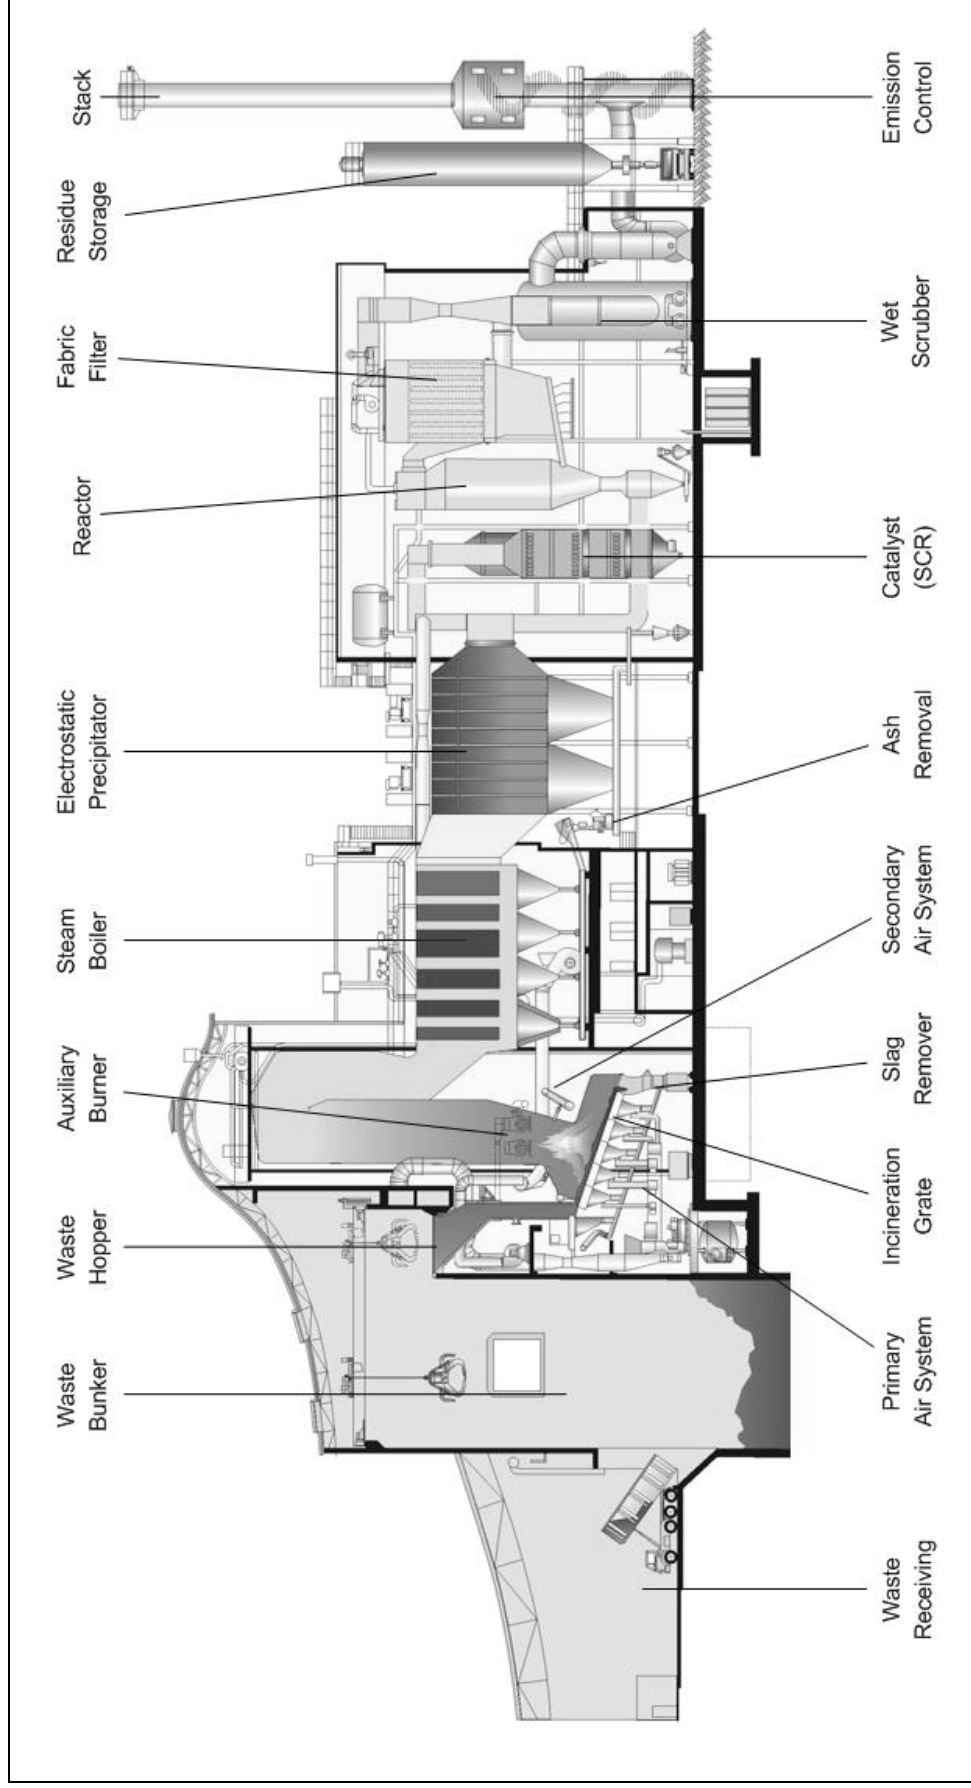 Waste
Bunker
Waste
Hopper
Auxiliary
Burner
Steam
Boiler
Electrostatic
Precipitator
Reactor
Fabric
Filter
Residue
Storage
Stack
Waste
Receiving
Primary
Air System
Incineration
Grate
Slag
Remover
Secondary
Air System
Ash
Removal
Catalyst
(SCR)
Wet
Scrubber
Emission
Control